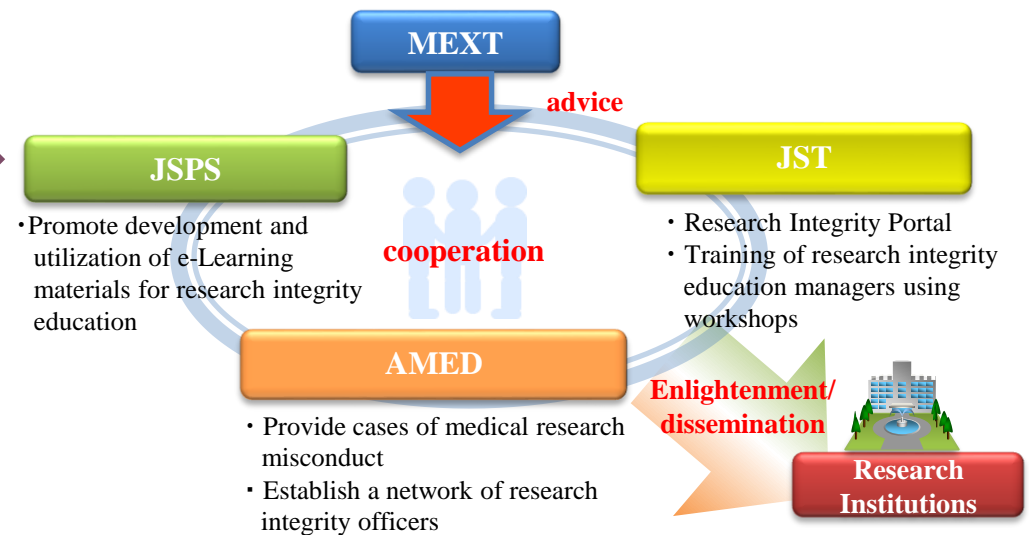 MEXT
advice
JSPS
JST
・Promote development and
utilization of e-Learning
materials for research integrity
education
cooperation
・ Research Integrity Portal
・ Training of research integrity
education managers using
workshops
AMED
・ Provide cases of medical research
misconduct
・ Establish a network of research
integrity officers
Enlightenment/
dissemination
Research
Institutions